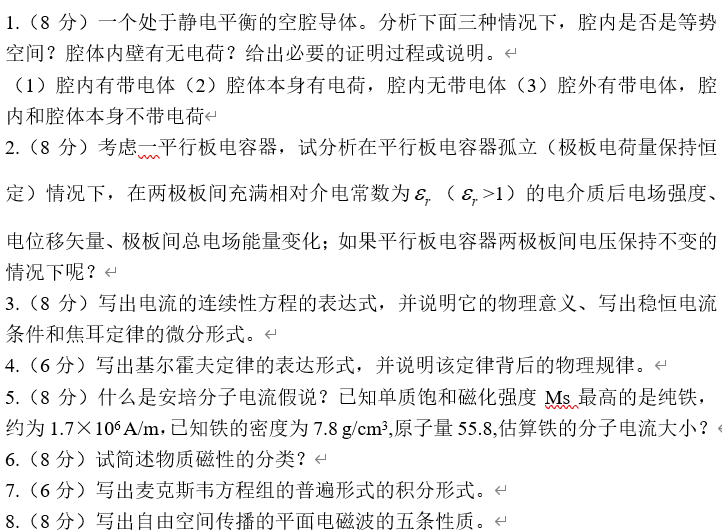 1.（8 分）一个处于静电平衡的空腔导体。分析下面三种情况下，腔内是否是等势
空间？腔体内壁有无电荷？给出必要的证明过程或说明。↵
（1）腔内有带电体（2）腔体本身有电荷，腔内无带电体（3）腔外有带电体，腔
内和腔体本身不带电荷↵
2.（8 分）考虑一平行板电容器，试分析在平行板电容器孤立（极板电荷量保持恒
定）情况下，在两极板间充满相对介电常数为 εᵣ （ εᵣ >1）的电介质后电场强度、
电位移矢量、极板间总电场能量变化；如果平行板电容器两极板间电压保持不变的
情况下呢？↵
3.（8 分）写出电流的连续性方程的表达式，并说明它的物理意义、写出稳恒电流
条件和焦耳定律的微分形式。↵
4.（6 分）写出基尔霍夫定律的表达形式，并说明该定律背后的物理规律。↵
5.（8 分）什么是安培分子电流假说？已知单质饱和磁化强度 Ms 最高的是纯铁，
约为 1.7×10⁶ A/m，已知铁的密度为 7.8 g/cm³,原子量 55.8,估算铁的分子电流大小？↵
6.（8 分）试简述物质磁性的分类？↵
7.（6 分）写出麦克斯韦方程组的普遍形式的积分形式。↵
8.（8 分）写出自由空间传播的平面电磁波的五条性质。↵